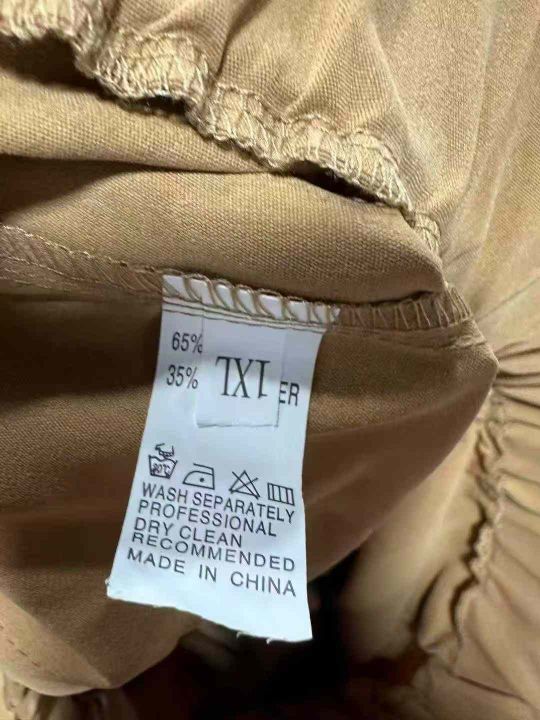 65%
35% ER
1XL
WASH SEPARATELY
PROFESSIONAL
DRY CLEAN
RECOMMENDED
MADE IN CHINA